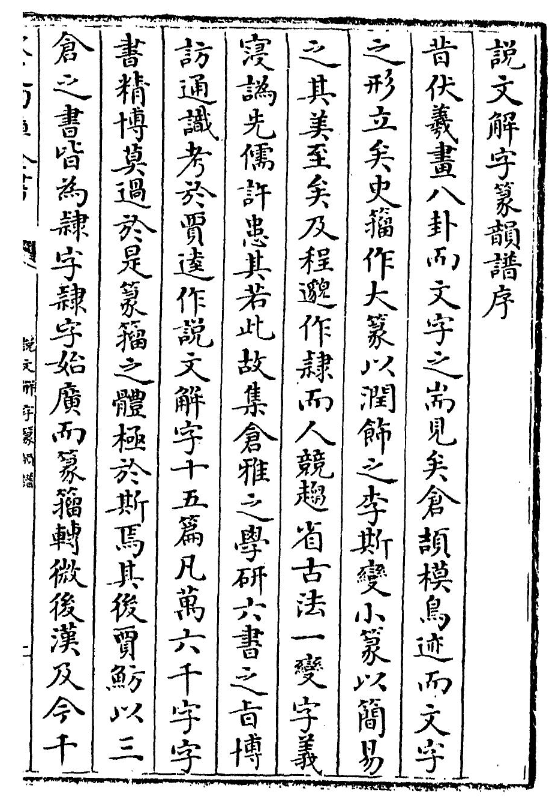 説文解字篆韻譜序
昔伏羲畫八卦而文字之耑見矣倉頡模鳥迹而文字
之形立矣史籀作大篆以潤飾之李斯變小篆以簡易
之其美至矣及程邈作隷而人競趨省古法一變字義
寖譌先儒許愼其若此故集倉雅之學研六書之旨博
訪通識考於賈逵作説文解字十五篇凡萬六千字字
書精博莫過於是篆籀之體極於斯焉其後賈魴以三
倉之書皆為隷字隷字始廣而篆籀轉微後漢及今千
説文解字篆韻譜